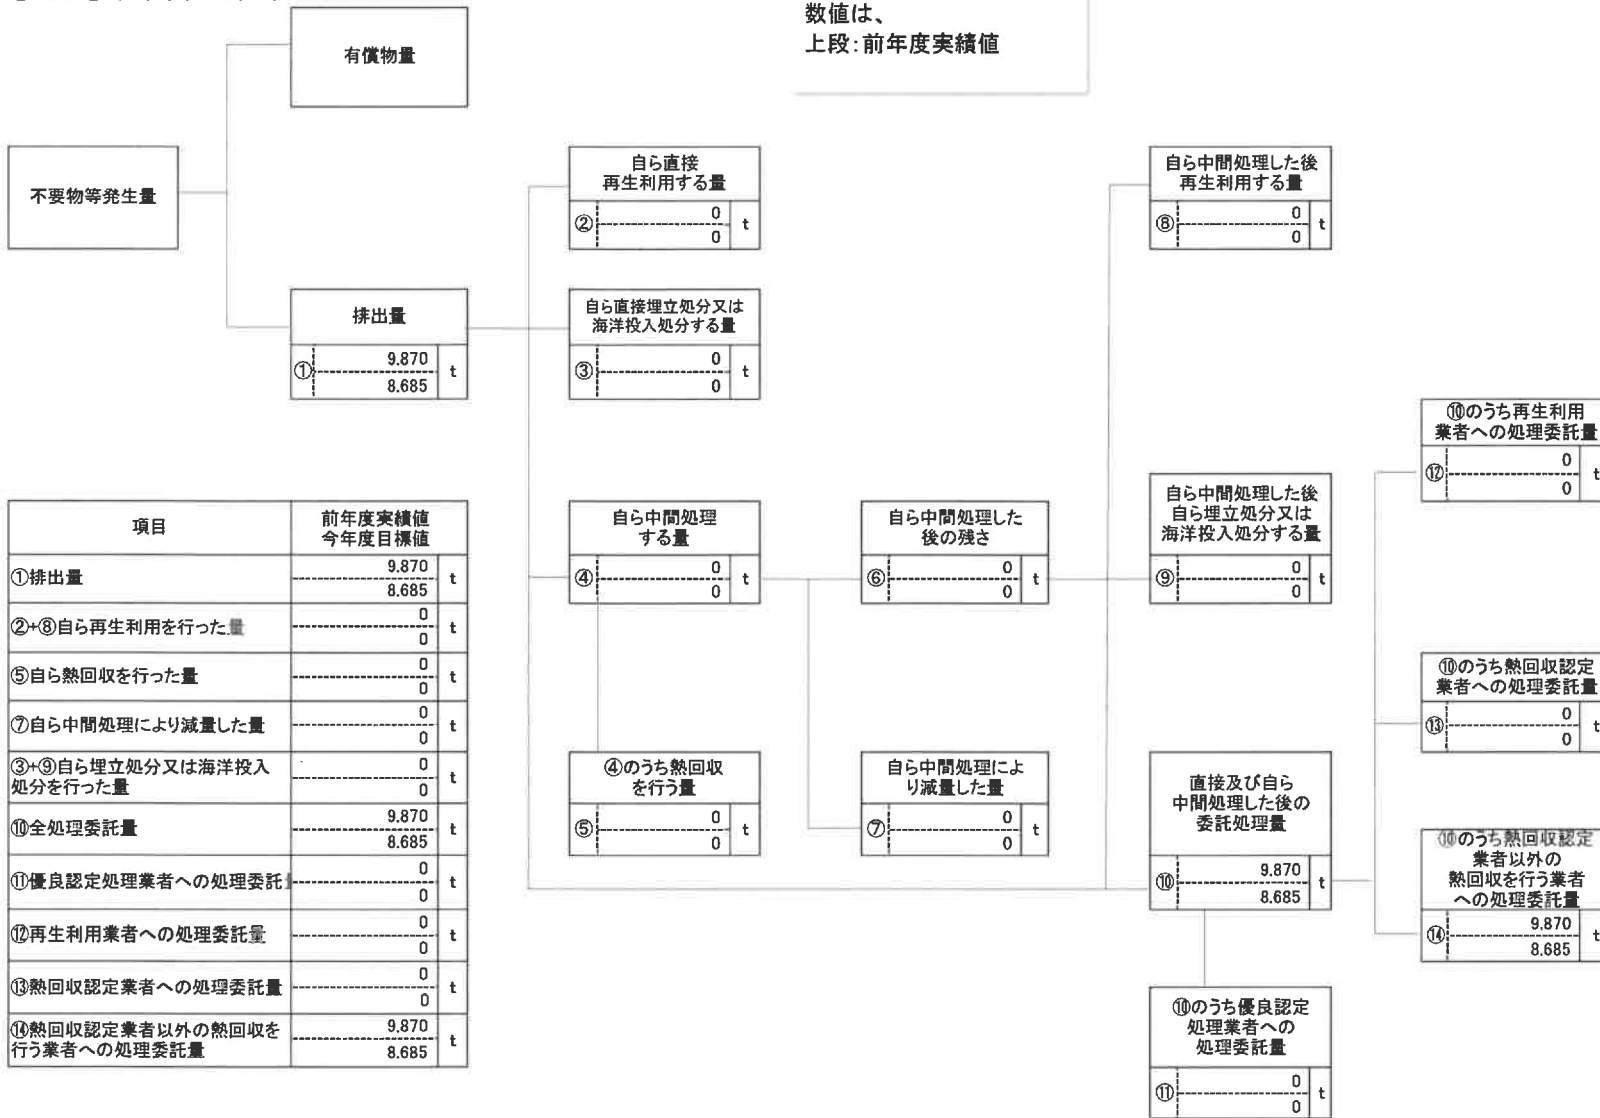 数値は、
上段:前年度実績値
有償物量
不要物等発生量
排出量
① 9.870 t
8.685
自ら直接
再生利用する量
② 0 t
0
自ら直接埋立処分又は
海洋投入処分する量
③ 0 t
0
自ら中間処理した後
再生利用する量
⑧ 0 t
0
⑩のうち再生利用
業者への処理委託量
⑫ 0 t
0
自ら中間処理
する量
④ 0 t
0
自ら中間処理した
後の残さ
⑥ 0 t
0
自ら中間処理した後
自ら埋立処分又は
海洋投入処分する量
⑨ 0 t
0
⑩のうち熱回収認定
業者への処理委託量
⑬ 0 t
0
④のうち熱回収
を行う量
⑤ 0 t
0
自ら中間処理によ
り減量した量
⑦ 0 t
0
直接及び自ら
中間処理した後の
委託処理量
⑩ 9.870 t
8.685
⑩のうち熱回収認定
業者以外の
熱回収を行う業者
への処理委託量
⑭ 9.870 t
8.685
⑩のうち優良認定
処理業者への
処理委託量
⑪ 0 t
0
項目 前年度実績値
今年度目標値
①排出量 9.870 t
8.685
②+⑧自ら再生利用を行った量 0 t
0
⑤自ら熱回収を行った量 0 t
0
⑦自ら中間処理により減量した量 0 t
0
③+⑨自ら埋立処分又は海洋投入
処分を行った量 0 t
0
⑩全処理委託量 9.870 t
8.685
⑪優良認定処理業者への処理委託 0 t
0
⑫再生利用業者への処理委託量 0 t
0
⑬熱回収認定業者への処理委託量 0 t
0
⑭熱回収認定業者以外の熱回収を
行う業者への処理委託量 9.870 t
8.685